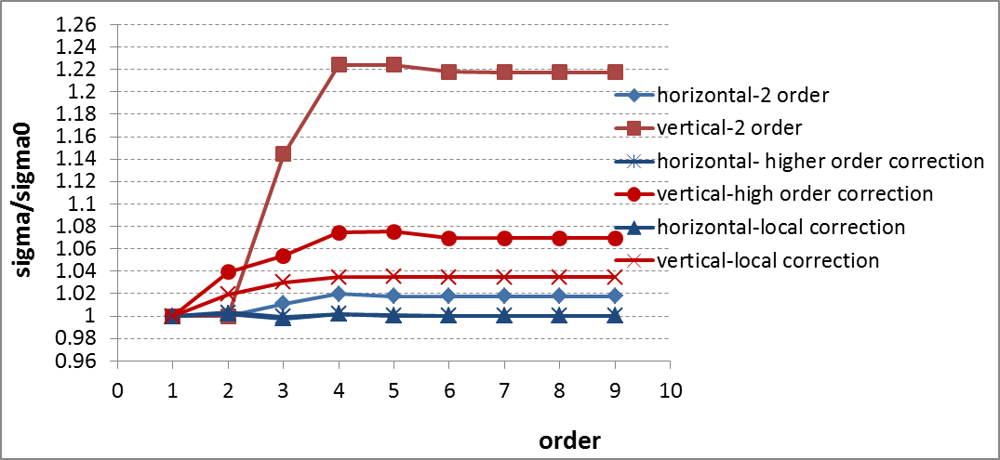 1.26
1.24
1.22
1.2
1.18
1.16
1.14
1.12
1.1
1.08
1.06
1.04
1.02
1
0.98
0.96
sigma/sigma0
0 1 2 3 4 5 6 7 8 9 10
order
horizontal-2 order
vertical-2 order
horizontal- higher order correction
vertical-high order correction
horizontal-local correction
vertical-local correction